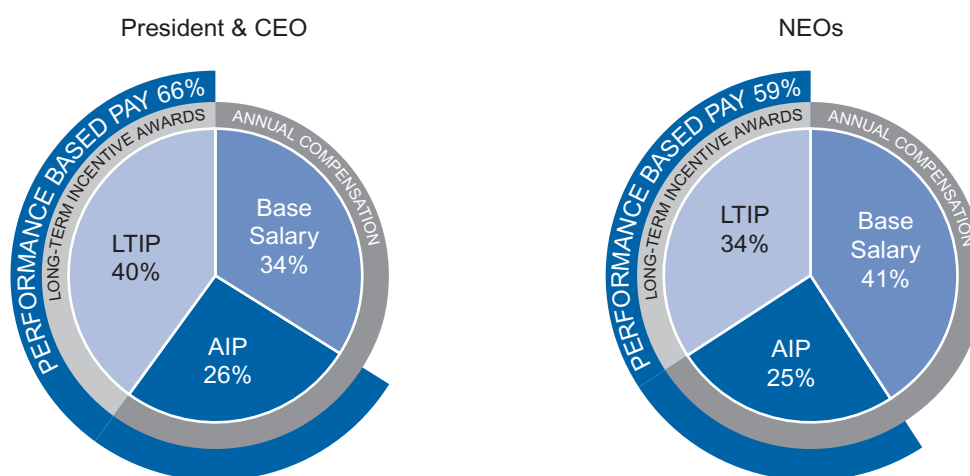 President & CEO
PERFORMANCE BASED PAY 66%
LONG-TERM INCENTIVE AWARDS
ANNUAL COMPENSATION
LTIP
40%
Base
Salary
34%
AIP
26%
NEOs
PERFORMANCE BASED PAY 59%
LONG-TERM INCENTIVE AWARDS
ANNUAL COMPENSATION
LTIP
34%
Base
Salary
41%
AIP
25%